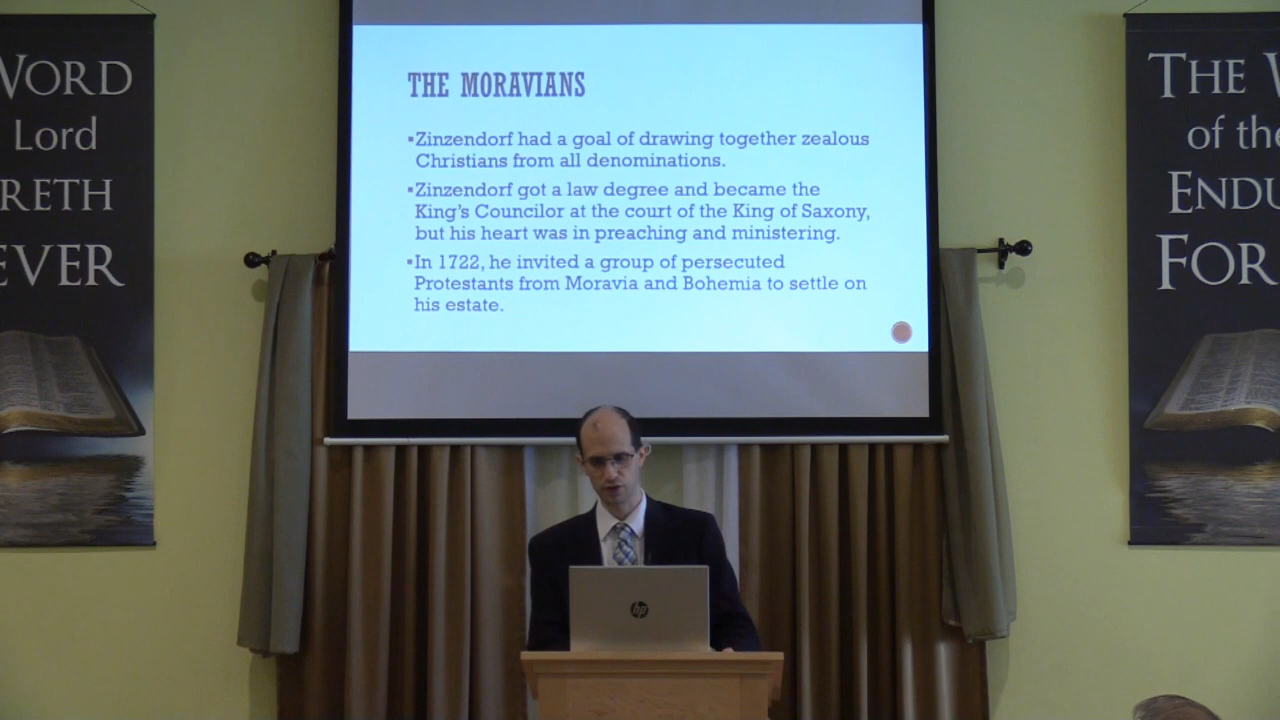 WORD
Lord
RETH
EVER
THE MORAVIANS
▪Zinzendorf had a goal of drawing together zealous
Christians from all denominations.
▪Zinzendorf got a law degree and became the
King's Councilor at the court of the King of Saxony,
but his heart was in preaching and ministering.
▪In 1722, he invited a group of persecuted
Protestants from Moravia and Bohemia to settle on
his estate.
THE W
of the
ENDU
FOR
hp